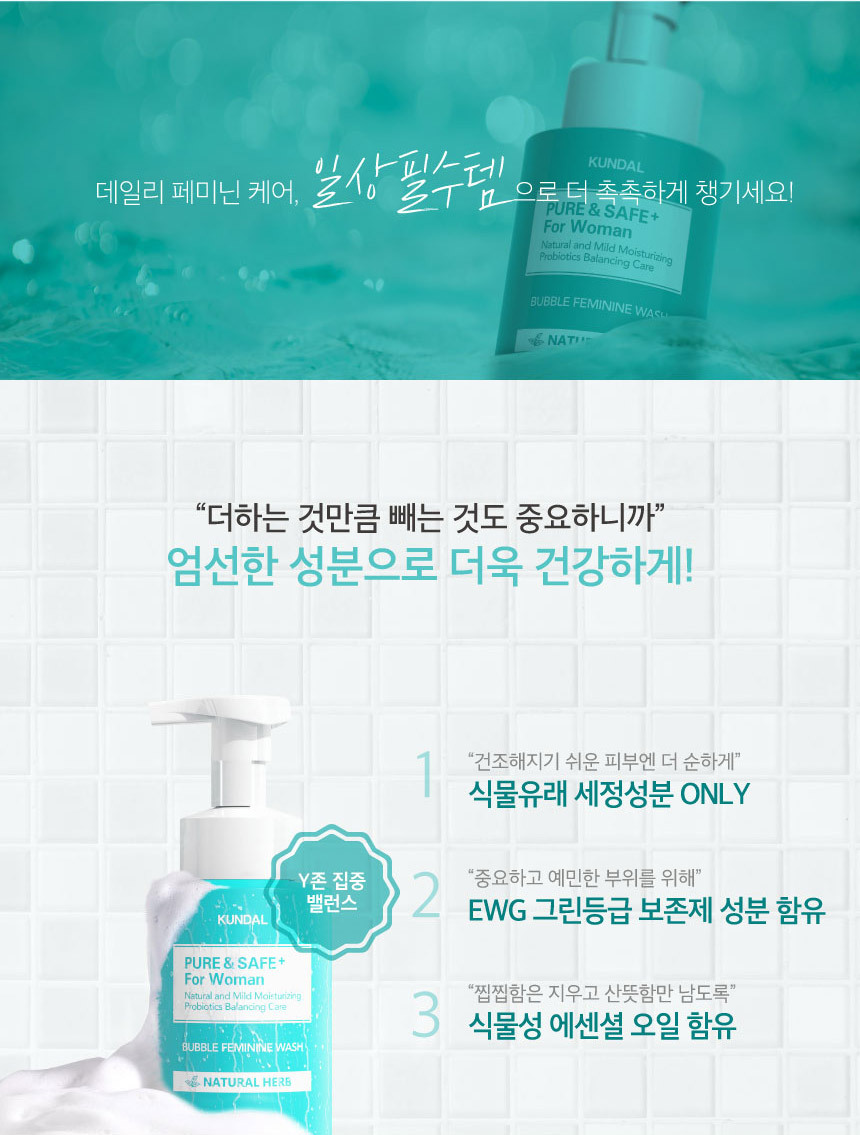 데일리 페미닌 케어, 일상필수템으로 더 촉촉하게 챙기세요!
KUNDAL
PURE & SAFE+
For Woman
Natural and Mild Moisturizing
Probiotics Balancing Care
BUBBLE FEMININE WASH
“더하는 것만큼 빼는 것도 중요하니까”
엄선한 성분으로 더욱 건강하게!
1
“건조해지기 쉬운 피부엔 더 순하게”
식물유래 세정성분 ONLY
2
“중요하고 예민한 부위를 위해”
EWG 그린등급 보존제 성분 함유
3
“찝찝함은 지우고 산뜻함만 남도록”
식물성 에센셜 오일 함유
Y존 집중
밸런스
KUNDAL
PURE & SAFE+
For Woman
Natural and Mild Moirturizing
Probiotics Balancing Care
BUBBLE FEMININE WASH
NATURAL HERB